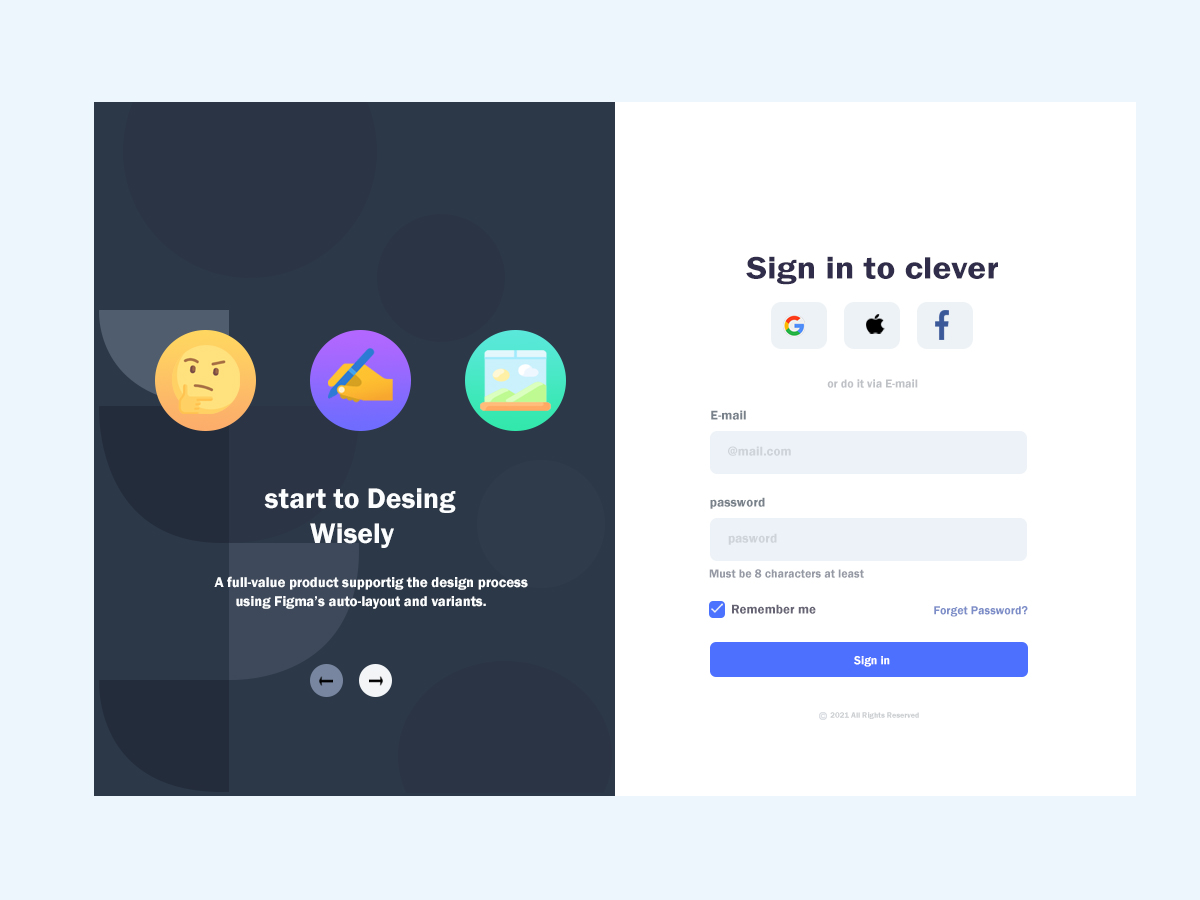 start to Desing
Wisely
A full-value product supportig the design process
using Figma's auto-layout and variants.
Sign in to clever
or do it via E-mail
E-mail
@mail.com
password
pasword
Must be 8 characters at least
Remember me
Forget Password?
Sign in
© 2021 All Rights Reserved